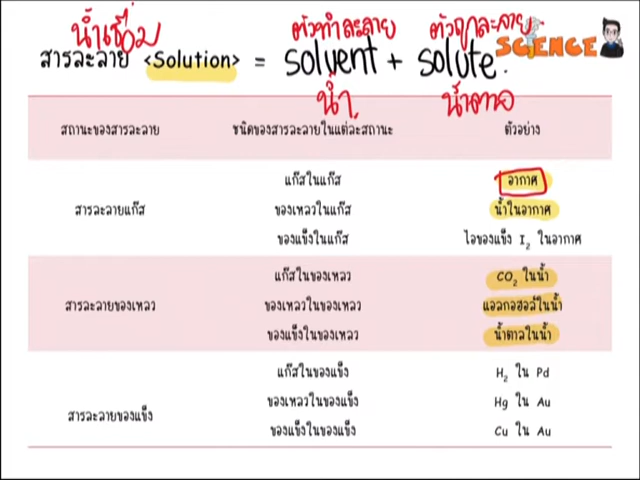 น้ำเชื่อม ตัวทำละลาย ตัวถูกละลาย
สารละลาย <Solution> = solvent + solute.
SCIENCE
น้ำ น้ำตาล
สถานะของสารละลาย ชนิดของสารละลายในแต่ละสถานะ ตัวอย่าง
แก๊สในแก๊ส อากาศ
สารละลายแก๊ส ของเหลวในแก๊ส น้ำในอากาศ
ของแข็งในแก๊ส ไอของแข็ง I₂ ในอากาศ
แก๊สในของเหลว CO₂ ในน้ำ
สารละลายของเหลว ของเหลวในของเหลว แอลกอฮอล์ในน้ำ
ของแข็งในของเหลว น้ำตาลในน้ำ
แก๊สในของแข็ง H₂ ใน Pd
สารละลายของแข็ง ของเหลวในของแข็ง Hg ใน Au
ของแข็งในของแข็ง Cu ใน Au